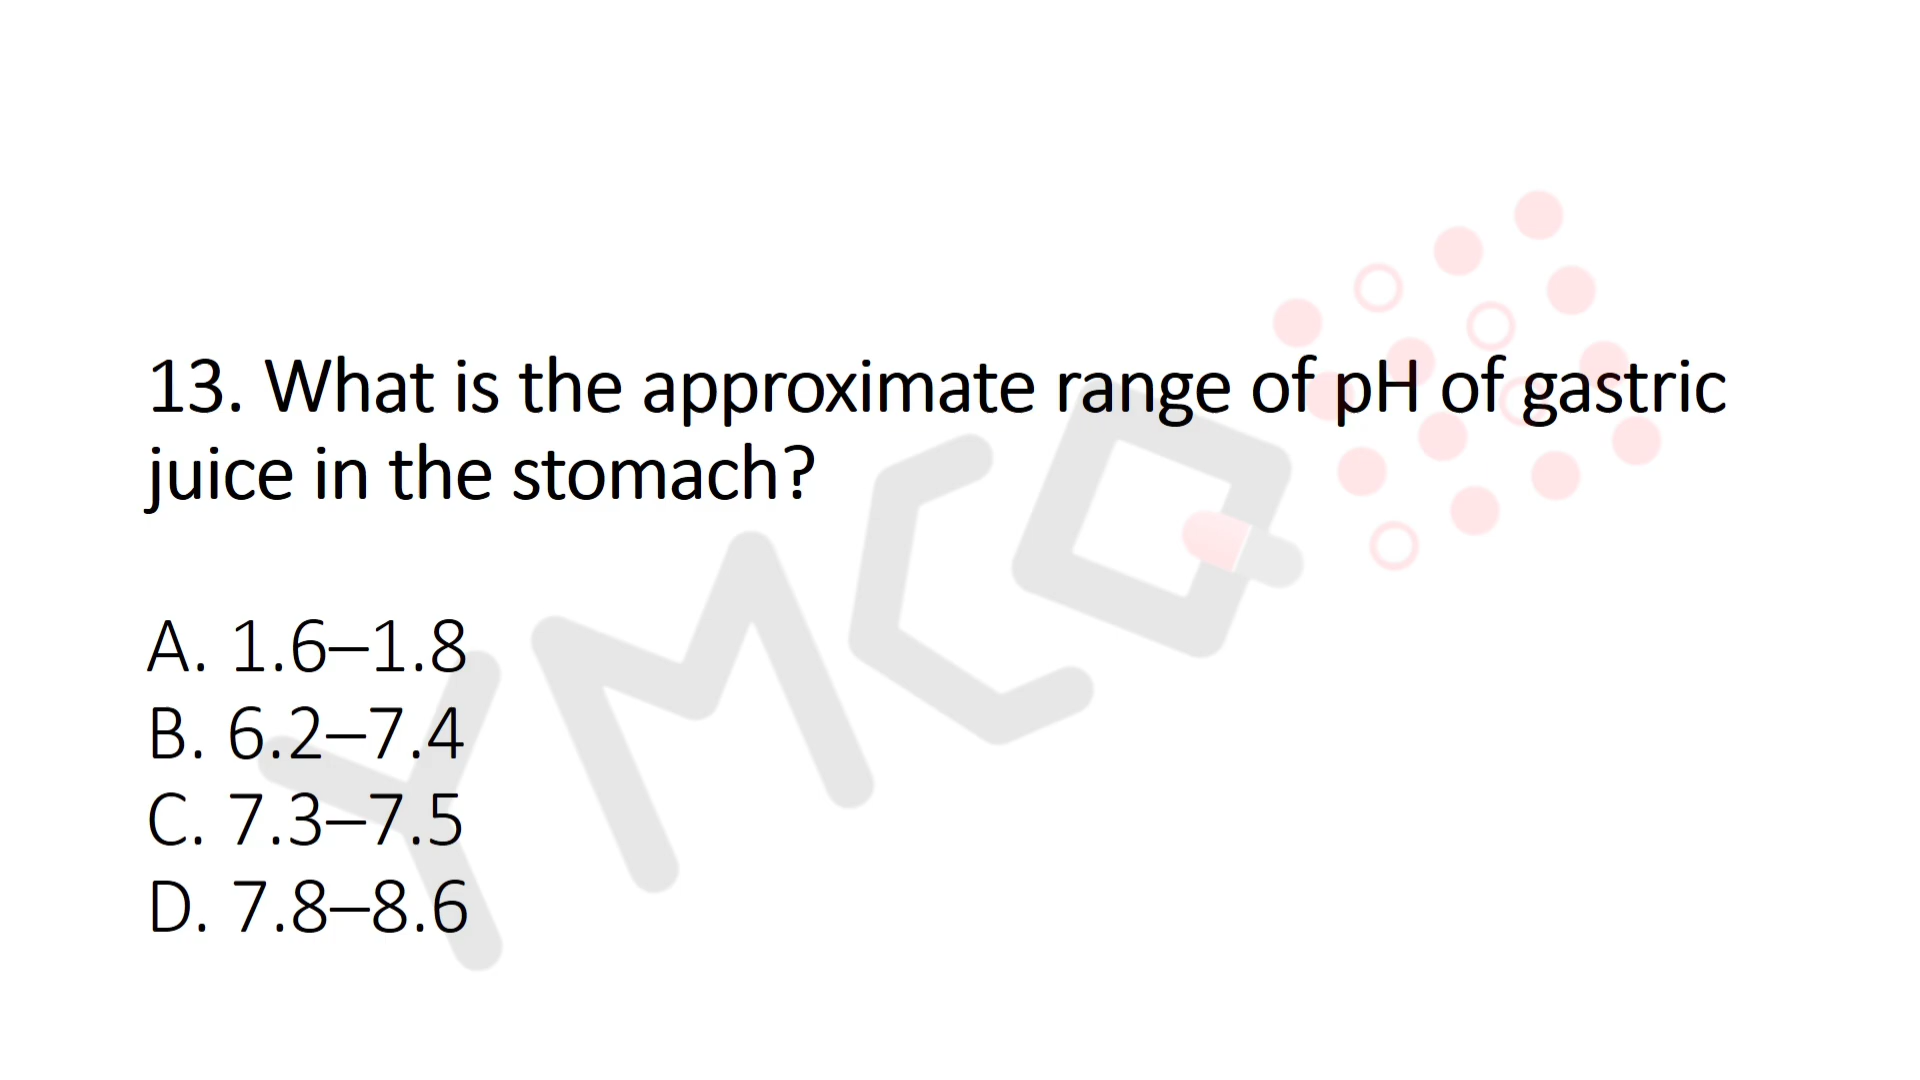 13. What is the approximate range of pH of gastric
juice in the stomach?
A. 1.6–1.8
B. 6.2–7.4
C. 7.3–7.5
D. 7.8–8.6
YMCQ